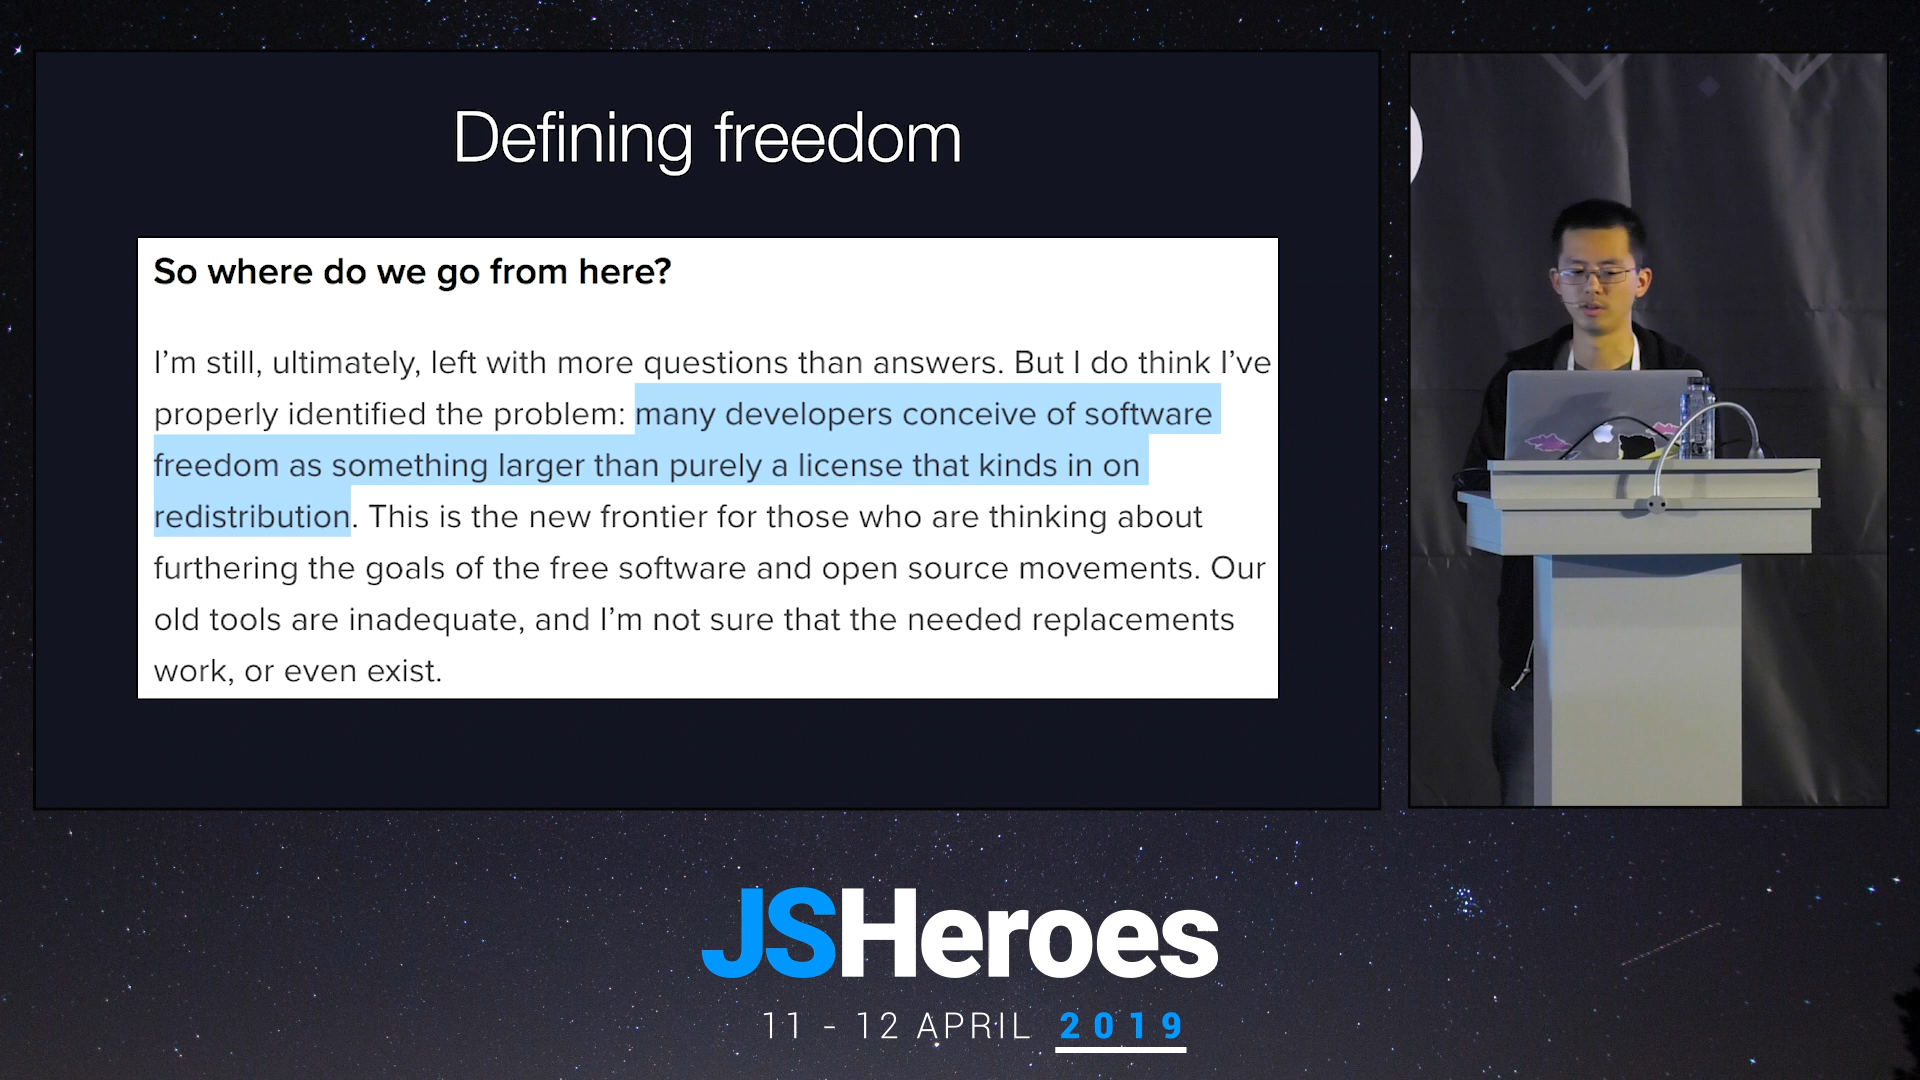 Defining freedom
So where do we go from here?
I’m still, ultimately, left with more questions than answers. But I do think I’ve
properly identified the problem: many developers conceive of software
freedom as something larger than purely a license that kinds in on
redistribution. This is the new frontier for those who are thinking about
furthering the goals of the free software and open source movements. Our
old tools are inadequate, and I’m not sure that the needed replacements
work, or even exist.
JSHeroes
11 - 12 APRIL 2019